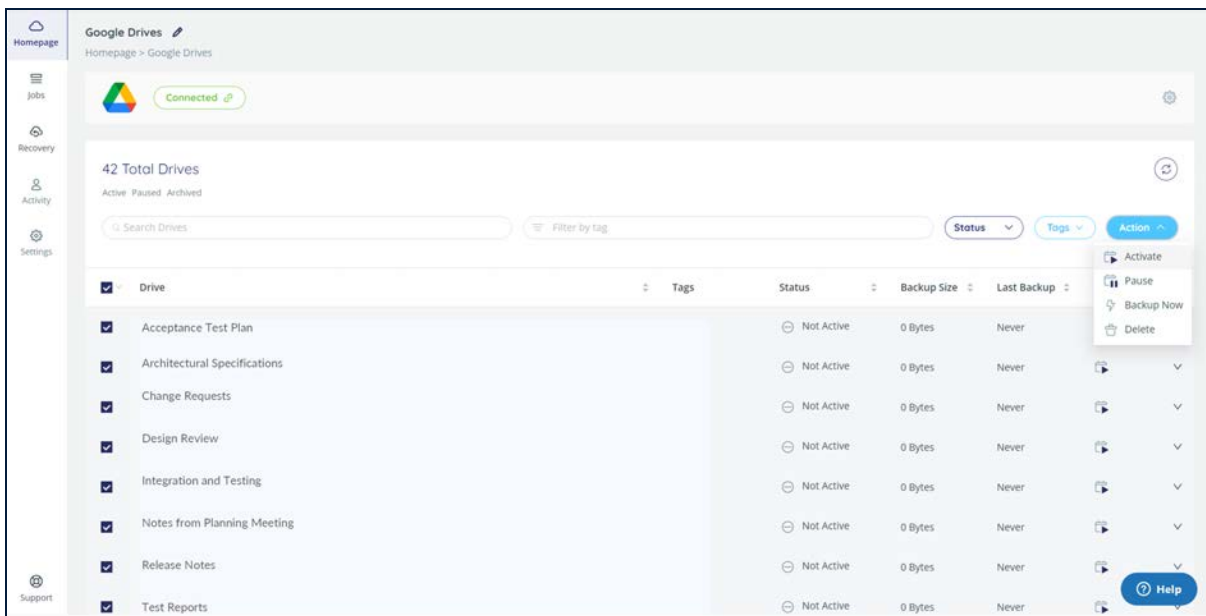 Homepage
Jobs
Recovery
Activity
Settings
Support
Google Drives
Homepage > Google Drives
Connected
42 Total Drives
Active Paused Archived
Search Drives
Filter by tag
Status
Tags
Action
Activate
Pause
Backup Now
Delete
Drive Tags Status Backup Size Last Backup
Acceptance Test Plan Not Active 0 Bytes Never
Architectural Specifications Not Active 0 Bytes Never
Change Requests Not Active 0 Bytes Never
Design Review Not Active 0 Bytes Never
Integration and Testing Not Active 0 Bytes Never
Notes from Planning Meeting Not Active 0 Bytes Never
Release Notes Not Active 0 Bytes Never
Test Reports Not Active 0 Bytes Never
Help